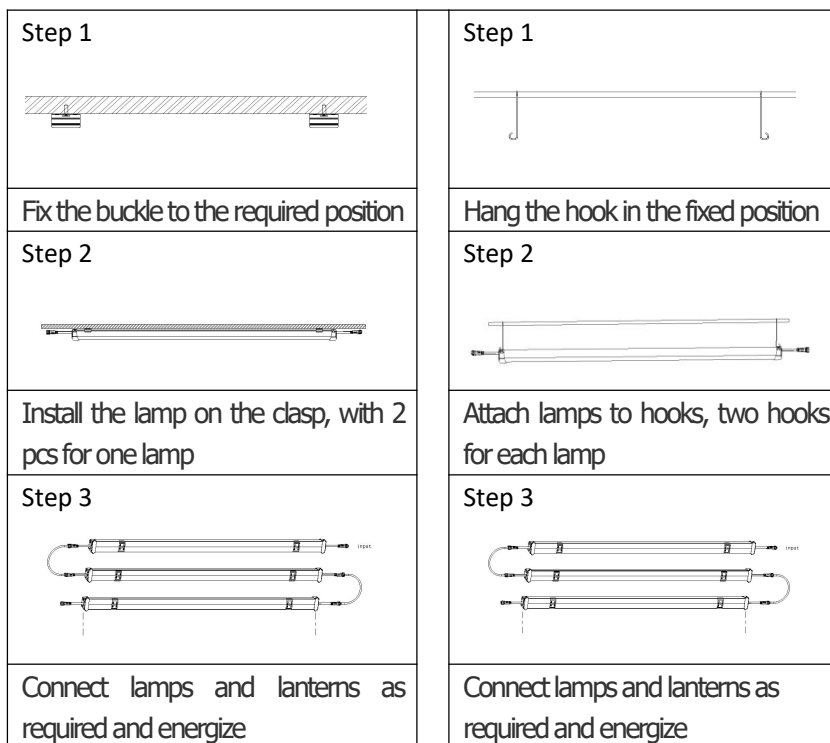 Step 1
Fix the buckle to the required position
Step 2
Install the lamp on the clasp, with 2
pcs for one lamp
Step 3
input
Connect lamps and lanterns as
required and energize
Step 1
Hang the hook in the fixed position
Step 2
Attach lamps to hooks, two hooks
for each lamp
Step 3
input
Connect lamps and lanterns as
required and energize